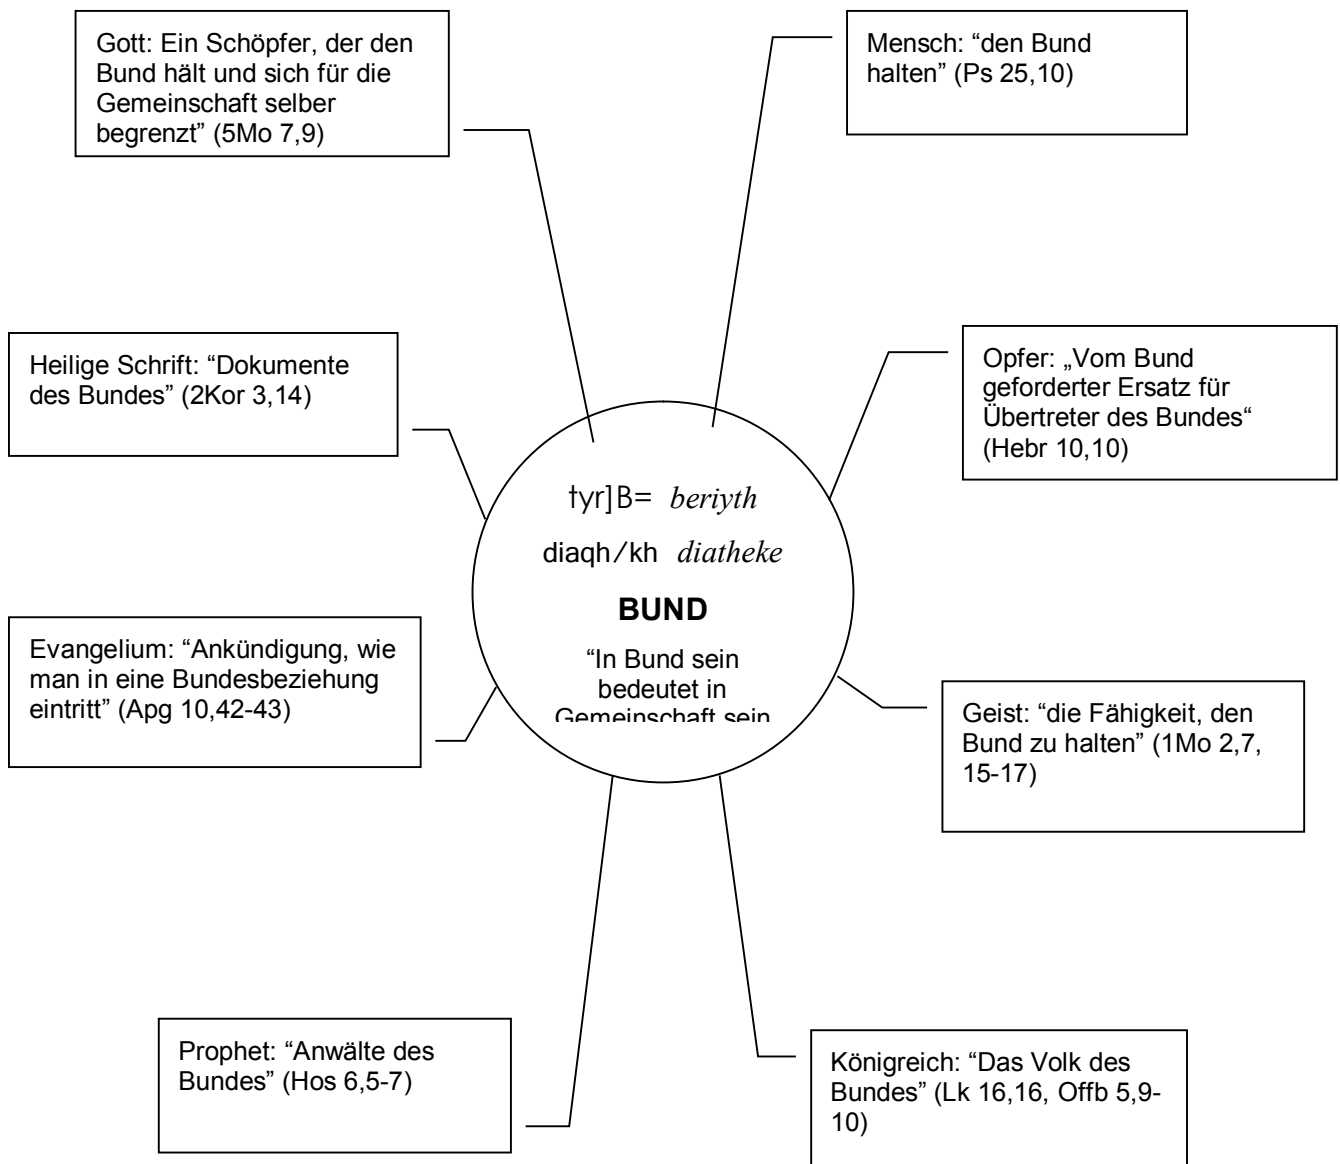 Gott: Ein Schöpfer, der den
Bund hält und sich für die
Gemeinschaft selber
begrenzt” (5Mo 7,9)
Mensch: “den Bund
halten” (Ps 25,10)
Heilige Schrift: “Dokumente
des Bundes” (2Kor 3,14)
Opfer: „Vom Bund
geforderter Ersatz für
Übertreter des Bundes“
(Hebr 10,10)
tyr]B= beriyth
diaqh/kh diatheke
BUND
“In Bund sein
bedeutet in
Gemeinschaft sein
Evangelium: “Ankündigung, wie
man in eine Bundesbeziehung
eintritt” (Apg 10,42-43)
Geist: “die Fähigkeit, den
Bund zu halten” (1Mo 2,7,
15-17)
Prophet: “Anwälte des
Bundes” (Hos 6,5-7)
Königreich: “Das Volk des
Bundes” (Lk 16,16, Offb 5,9-
10)